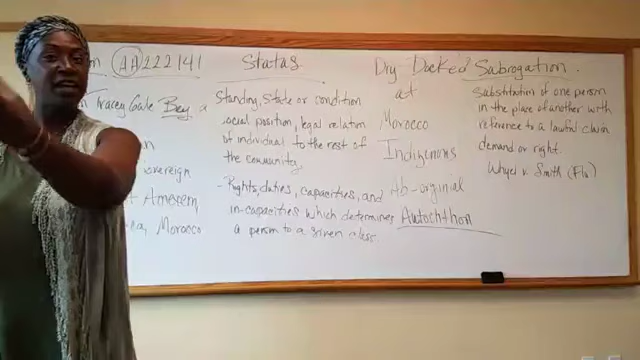 AA222141
Tracey Gale Bey a
sovereign
Amexem,
Morocco
Status
Standing, State or condition
social position, legal relation
of individual to the rest of
the community.
- Rights, duties, capacities, and
in-capacities which determines
a person to a given class.
Dry Docked
at
Morocco
Indigenous
Ab-orginial
Autochthon
Subrogation.
Substitution of one person
in the place of another with
reference to a lawful claim
demand or right.
v. Smith (Fla)